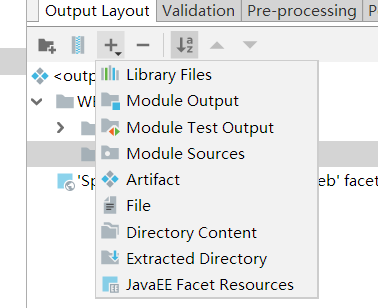 Output Layout Validation Pre-processing P
<outp
Library Files
WE
Module Output
Module Test Output
Module Sources
'Sp
Artifact
eb' facet
File
Directory Content
Extracted Directory
JavaEE Facet Resources